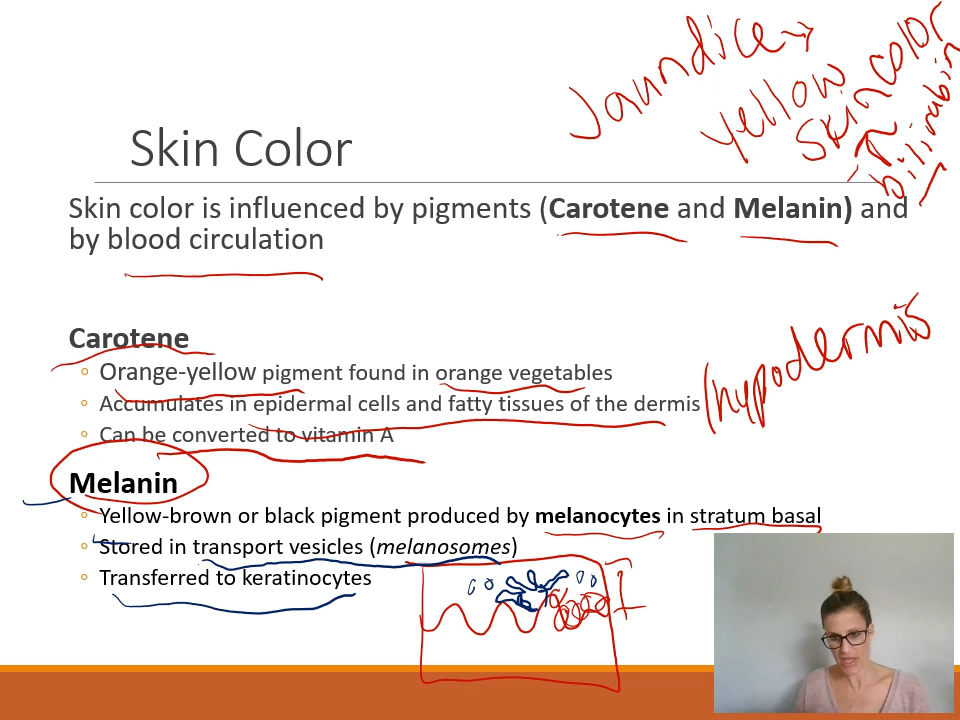 Jaundice →
yellow
skin color
↑
bilirubin
Skin Color
Skin color is influenced by pigments (Carotene and Melanin) and
by blood circulation
Carotene
◦ Orange-yellow pigment found in orange vegetables
◦ Accumulates in epidermal cells and fatty tissues of the dermis
(hypodermis
◦ Can be converted to vitamin A
Melanin
◦ Yellow-brown or black pigment produced by melanocytes in stratum basal
◦ Stored in transport vesicles (melanosomes)
◦ Transferred to keratinocytes